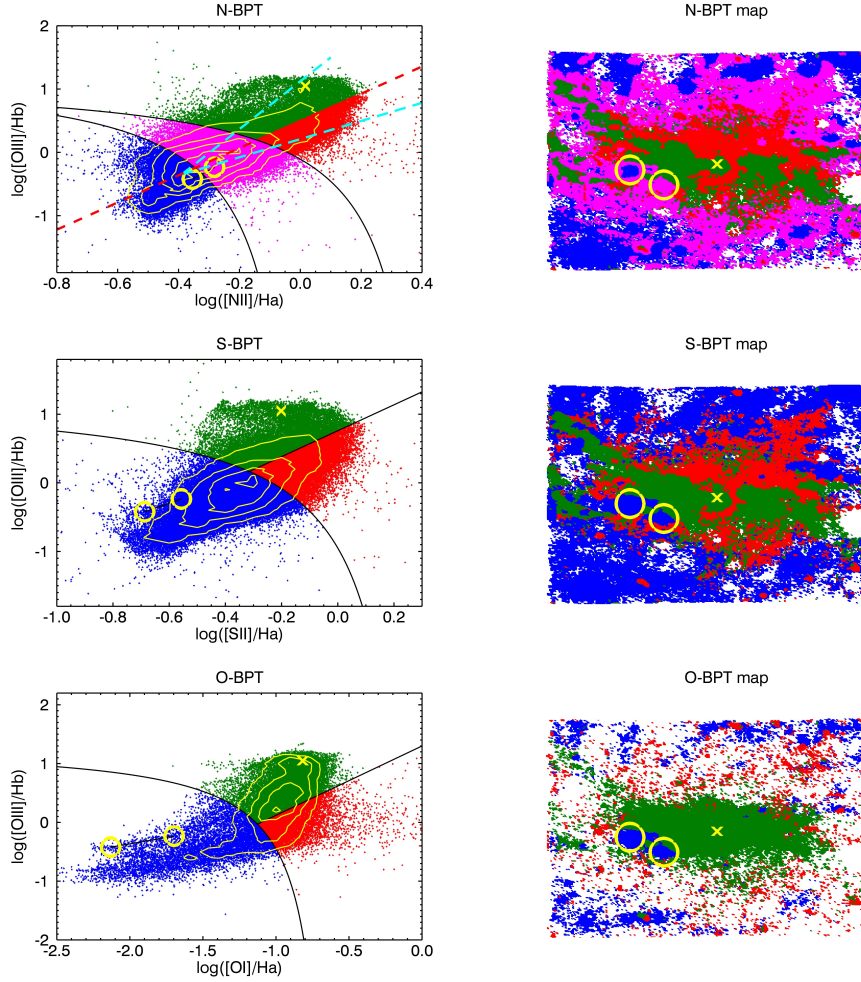 N-BPT
N-BPT map
log([OIII]/Hb)
2
1
0
-1
-0.8
-0.6
-0.4
-0.2
0.0
0.2
0.4
log([NII]/Ha)
S-BPT
S-BPT map
log([OIII]/Hb)
1
0
-1
-1.0
-0.8
-0.6
-0.4
-0.2
0.0
0.2
log([SII]/Ha)
O-BPT
O-BPT map
log([OIII]/Hb)
2
1
0
-1
-2
-2.5
-2.0
-1.5
-1.0
-0.5
0.0
log([OI]/Ha)